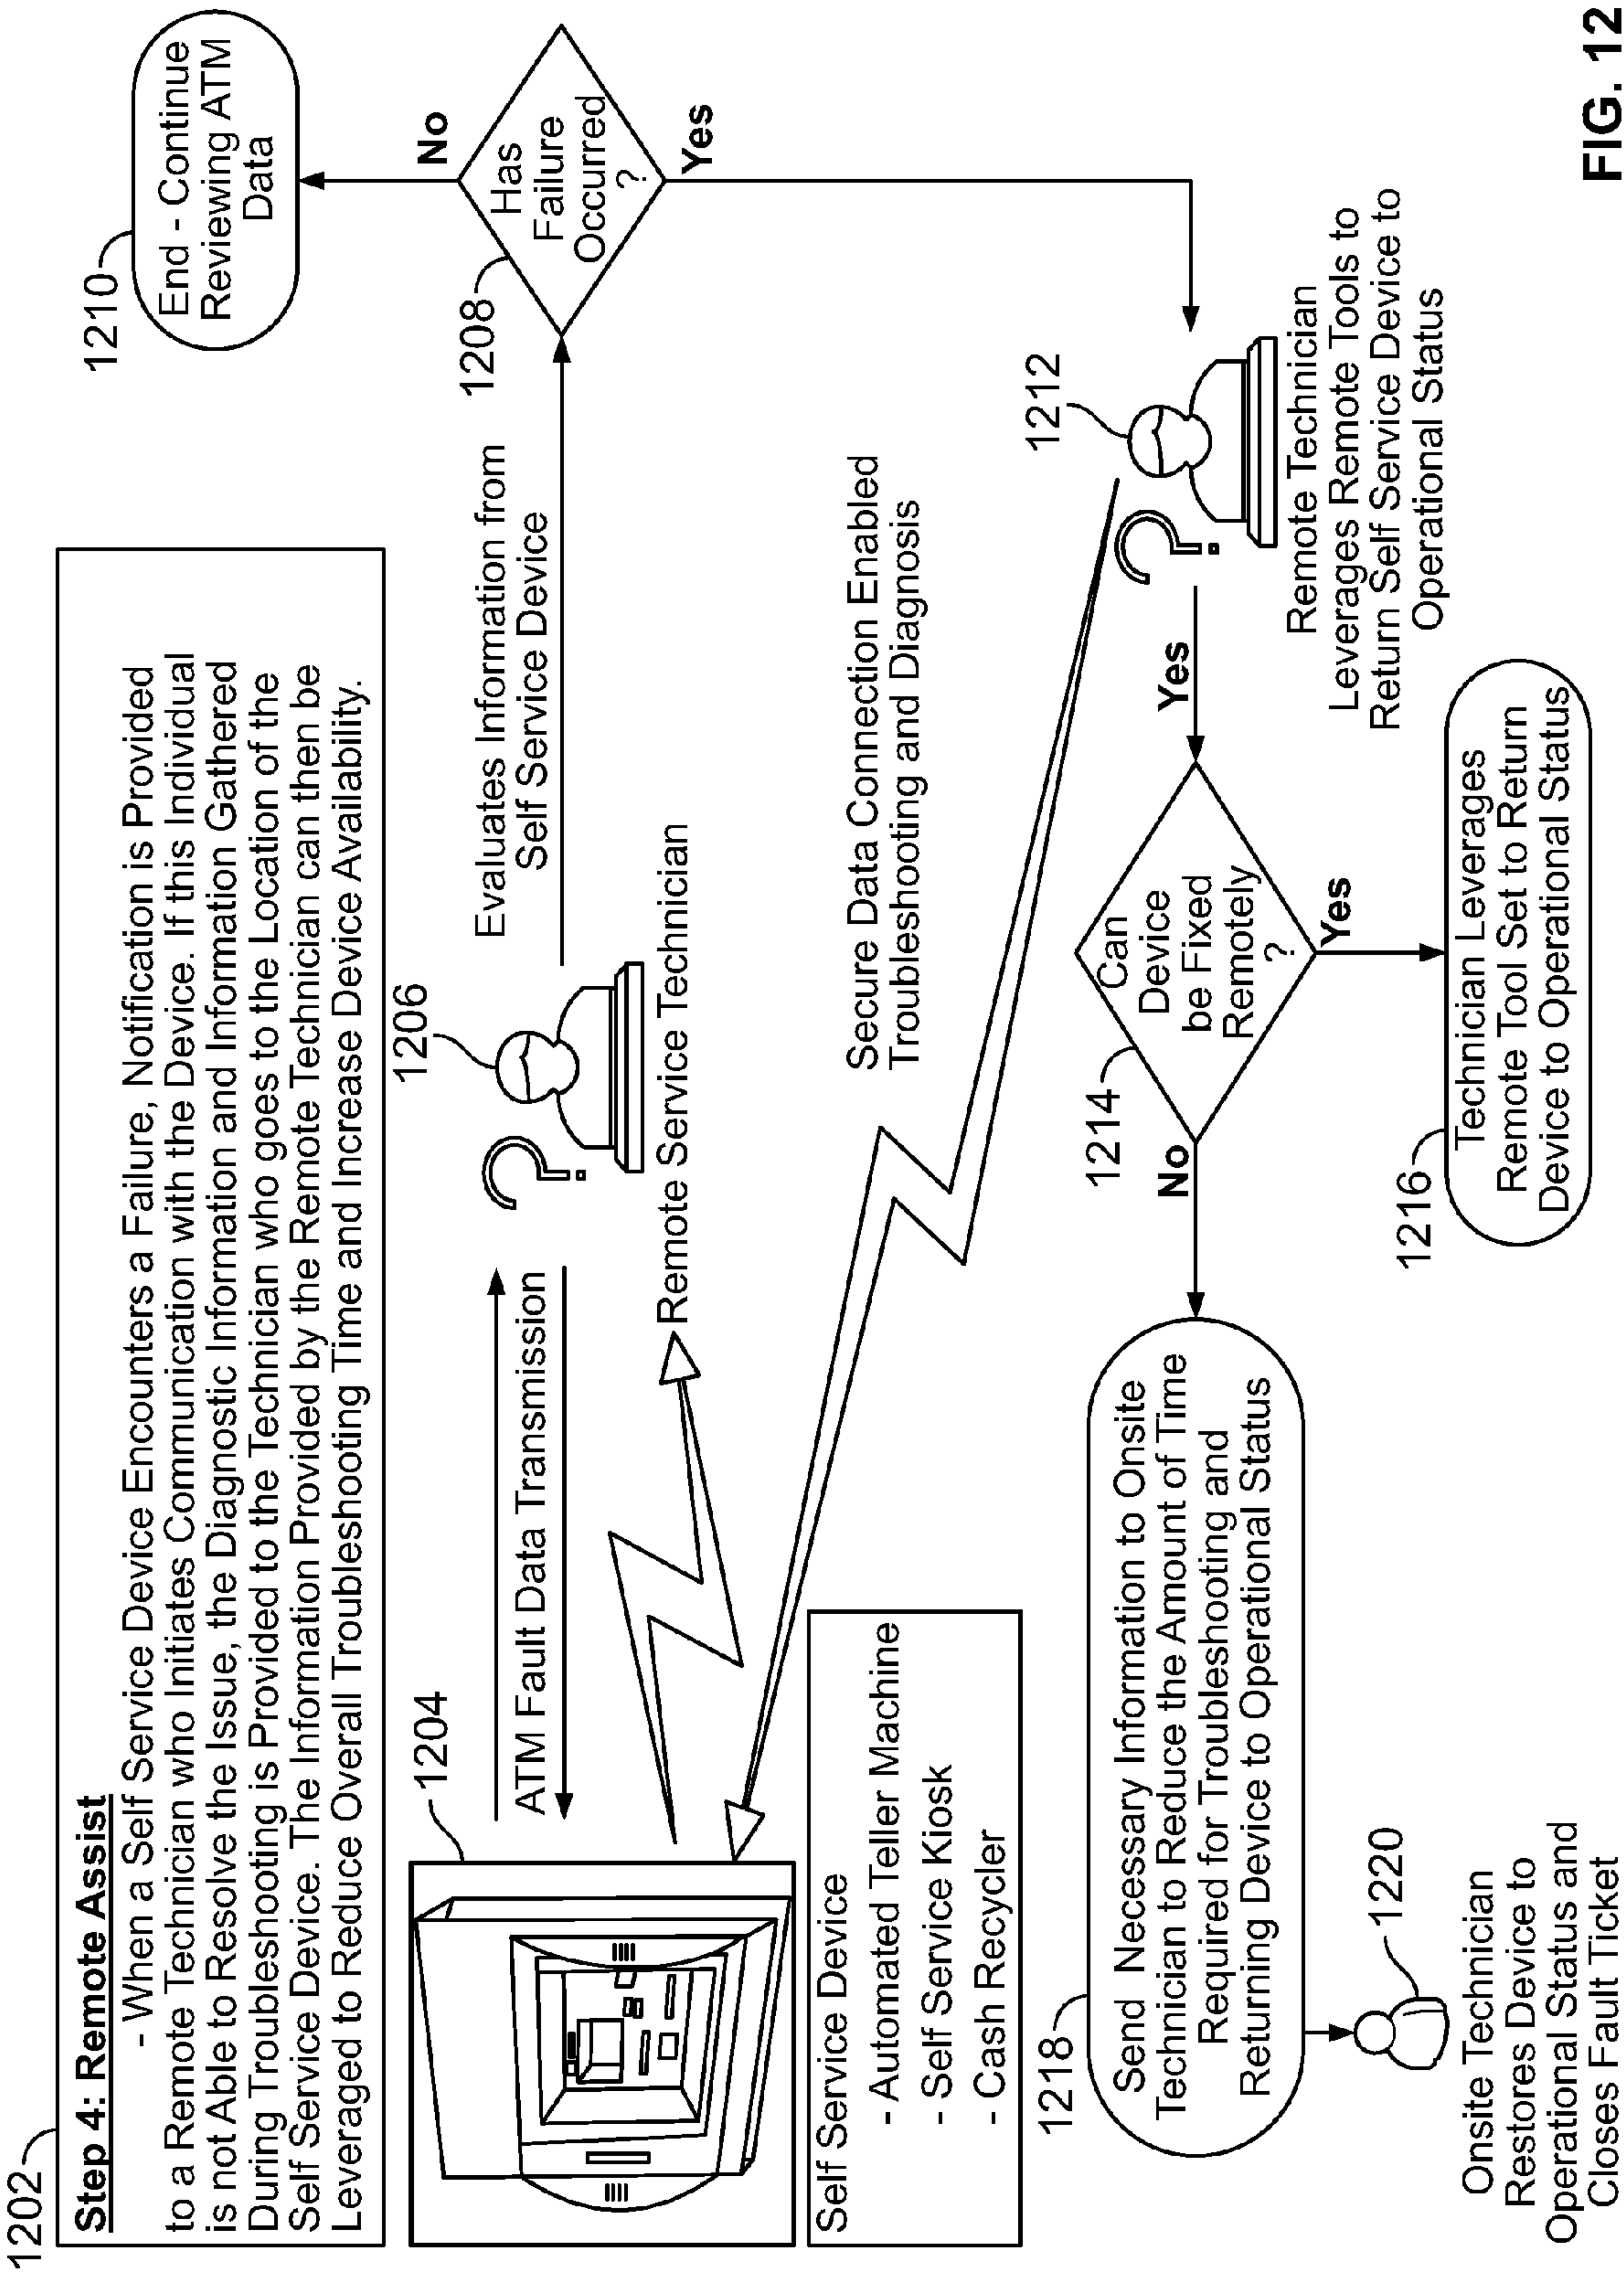 1202
Step 4: Remote Assist
- When a Self Service Device Encounters a Failure, Notification is Provided
to a Remote Technician who Initiates Communication with the Device. If this Individual
is not Able to Resolve the Issue, the Diagnostic Information and Information Gathered
During Troubleshooting is Provided to the Technician who goes to the Location of the
Self Service Device. The Information Provided by the Remote Technician can then be
Leveraged to Reduce Overall Troubleshooting Time and Increase Device Availability.
1204
ATM Fault Data Transmission
1206
Remote Service Technician
Evaluates Information from
Self Service Device
1208
Has
Failure
Occurred
?
No
Yes
1210
End - Continue
Reviewing ATM
Data
Self Service Device
- Automated Teller Machine
- Self Service Kiosk
- Cash Recycler
Secure Data Connection Enabled
Troubleshooting and Diagnosis
1212
Remote Technician
Leverages Remote Tools to
Return Self Service Device to
Operational Status
Yes
1214
Can
Device
be Fixed
Remotely
?
No
Yes
1216
Technician Leverages
Remote Tool Set to Return
Device to Operational Status
1218
Send Necessary Information to Onsite
Technician to Reduce the Amount of Time
Required for Troubleshooting and
Returning Device to Operational Status
1220
Onsite Technician
Restores Device to
Operational Status and
Closes Fault Ticket
FIG. 12